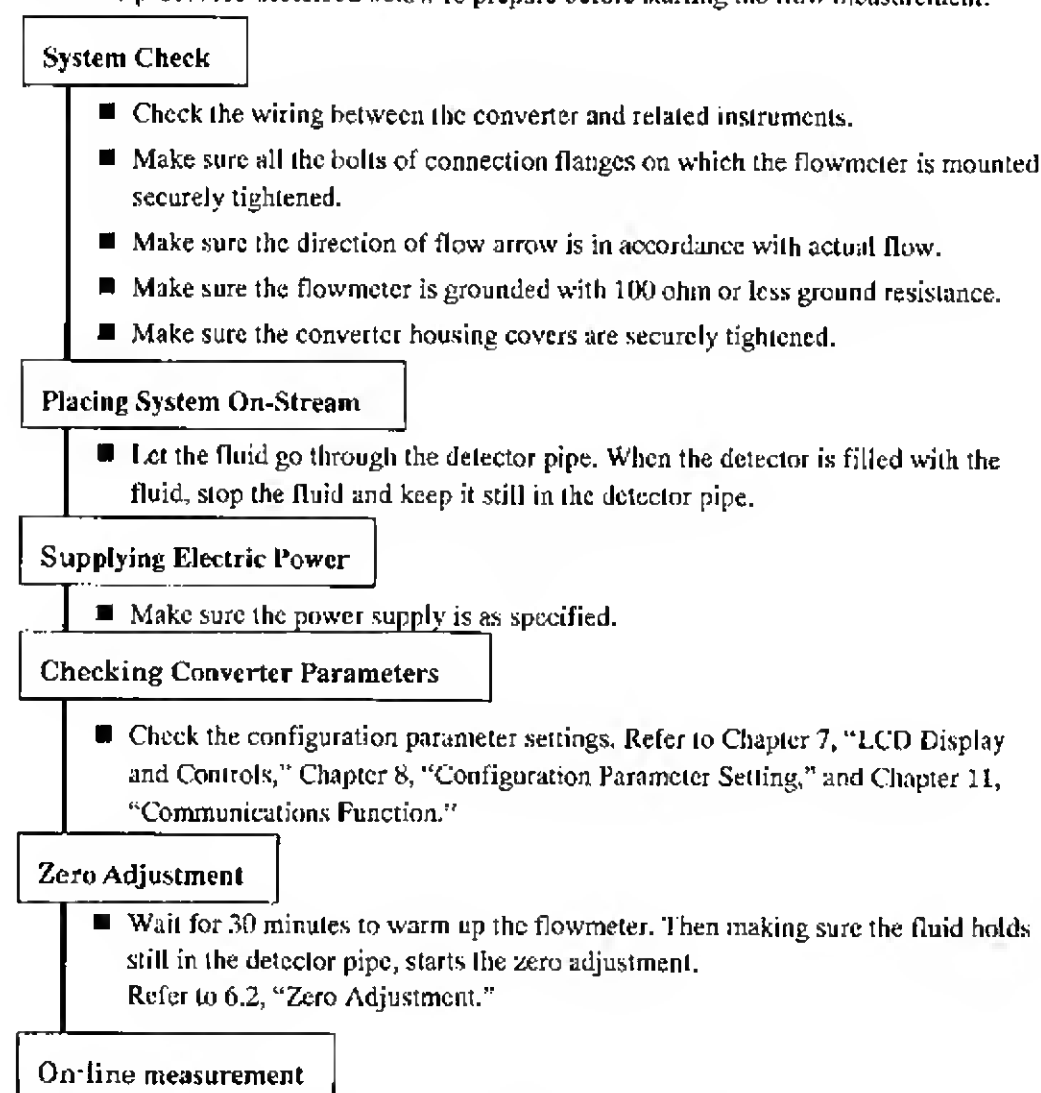 below to prepare before starting the flow measurement.
System Check
■ Check the wiring between the converter and related instruments.
■ Make sure all the bolts of connection flanges on which the flowmeter is mounted
securely tightened.
■ Make sure the direction of flow arrow is in accordance with actual flow.
■ Make sure the flowmeter is grounded with 100 ohm or less ground resistance.
■ Make sure the converter housing covers are securely tightened.
Placing System On-Stream
■ Let the fluid go through the detector pipe. When the detector is filled with the
fluid, stop the fluid and keep it still in the detector pipe.
Supplying Electric Power
■ Make sure the power supply is as specified.
Checking Converter Parameters
■ Check the configuration parameter settings. Refer to Chapter 7, “LCD Display
and Controls,” Chapter 8, “Configuration Parameter Setting,” and Chapter 11,
“Communications Function.”
Zero Adjustment
■ Wait for 30 minutes to warm up the flowmeter. Then making sure the fluid holds
still in the detector pipe, starts the zero adjustment.
Refer to 6.2, “Zero Adjustment.”
On-line measurement